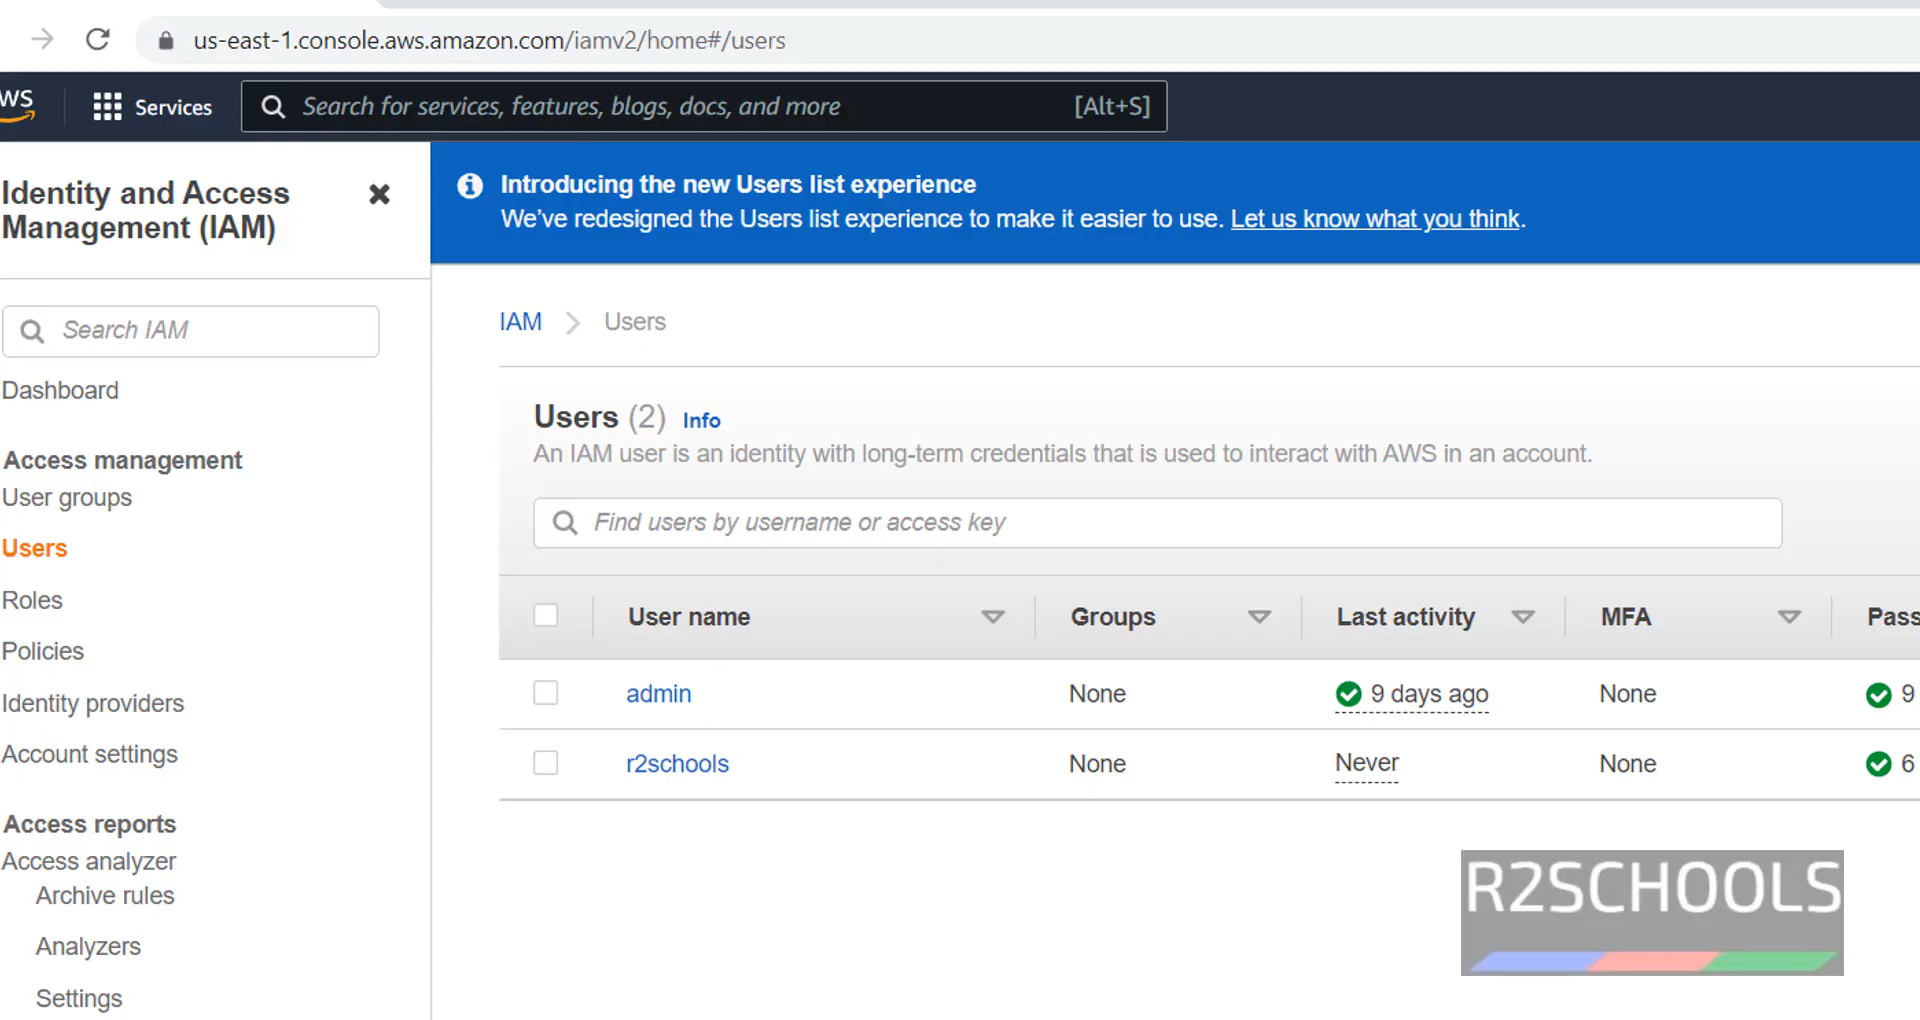 us-east-1.console.aws.amazon.com/iamv2/home#/users
Services
Search for services, features, blogs, docs, and more
[Alt+S]
Identity and Access
Management (IAM)
Introducing the new Users list experience
We've redesigned the Users list experience to make it easier to use. Let us know what you think.
Search IAM
Dashboard
Access management
User groups
Users
Roles
Policies
Identity providers
Account settings
Access reports
Access analyzer
Archive rules
Analyzers
Settings
IAM > Users
Users (2) Info
An IAM user is an identity with long-term credentials that is used to interact with AWS in an account.
Find users by username or access key
User name Groups Last activity MFA Pass
admin None 9 days ago None 9
r2schools None Never None 6
R2SCHOOLS